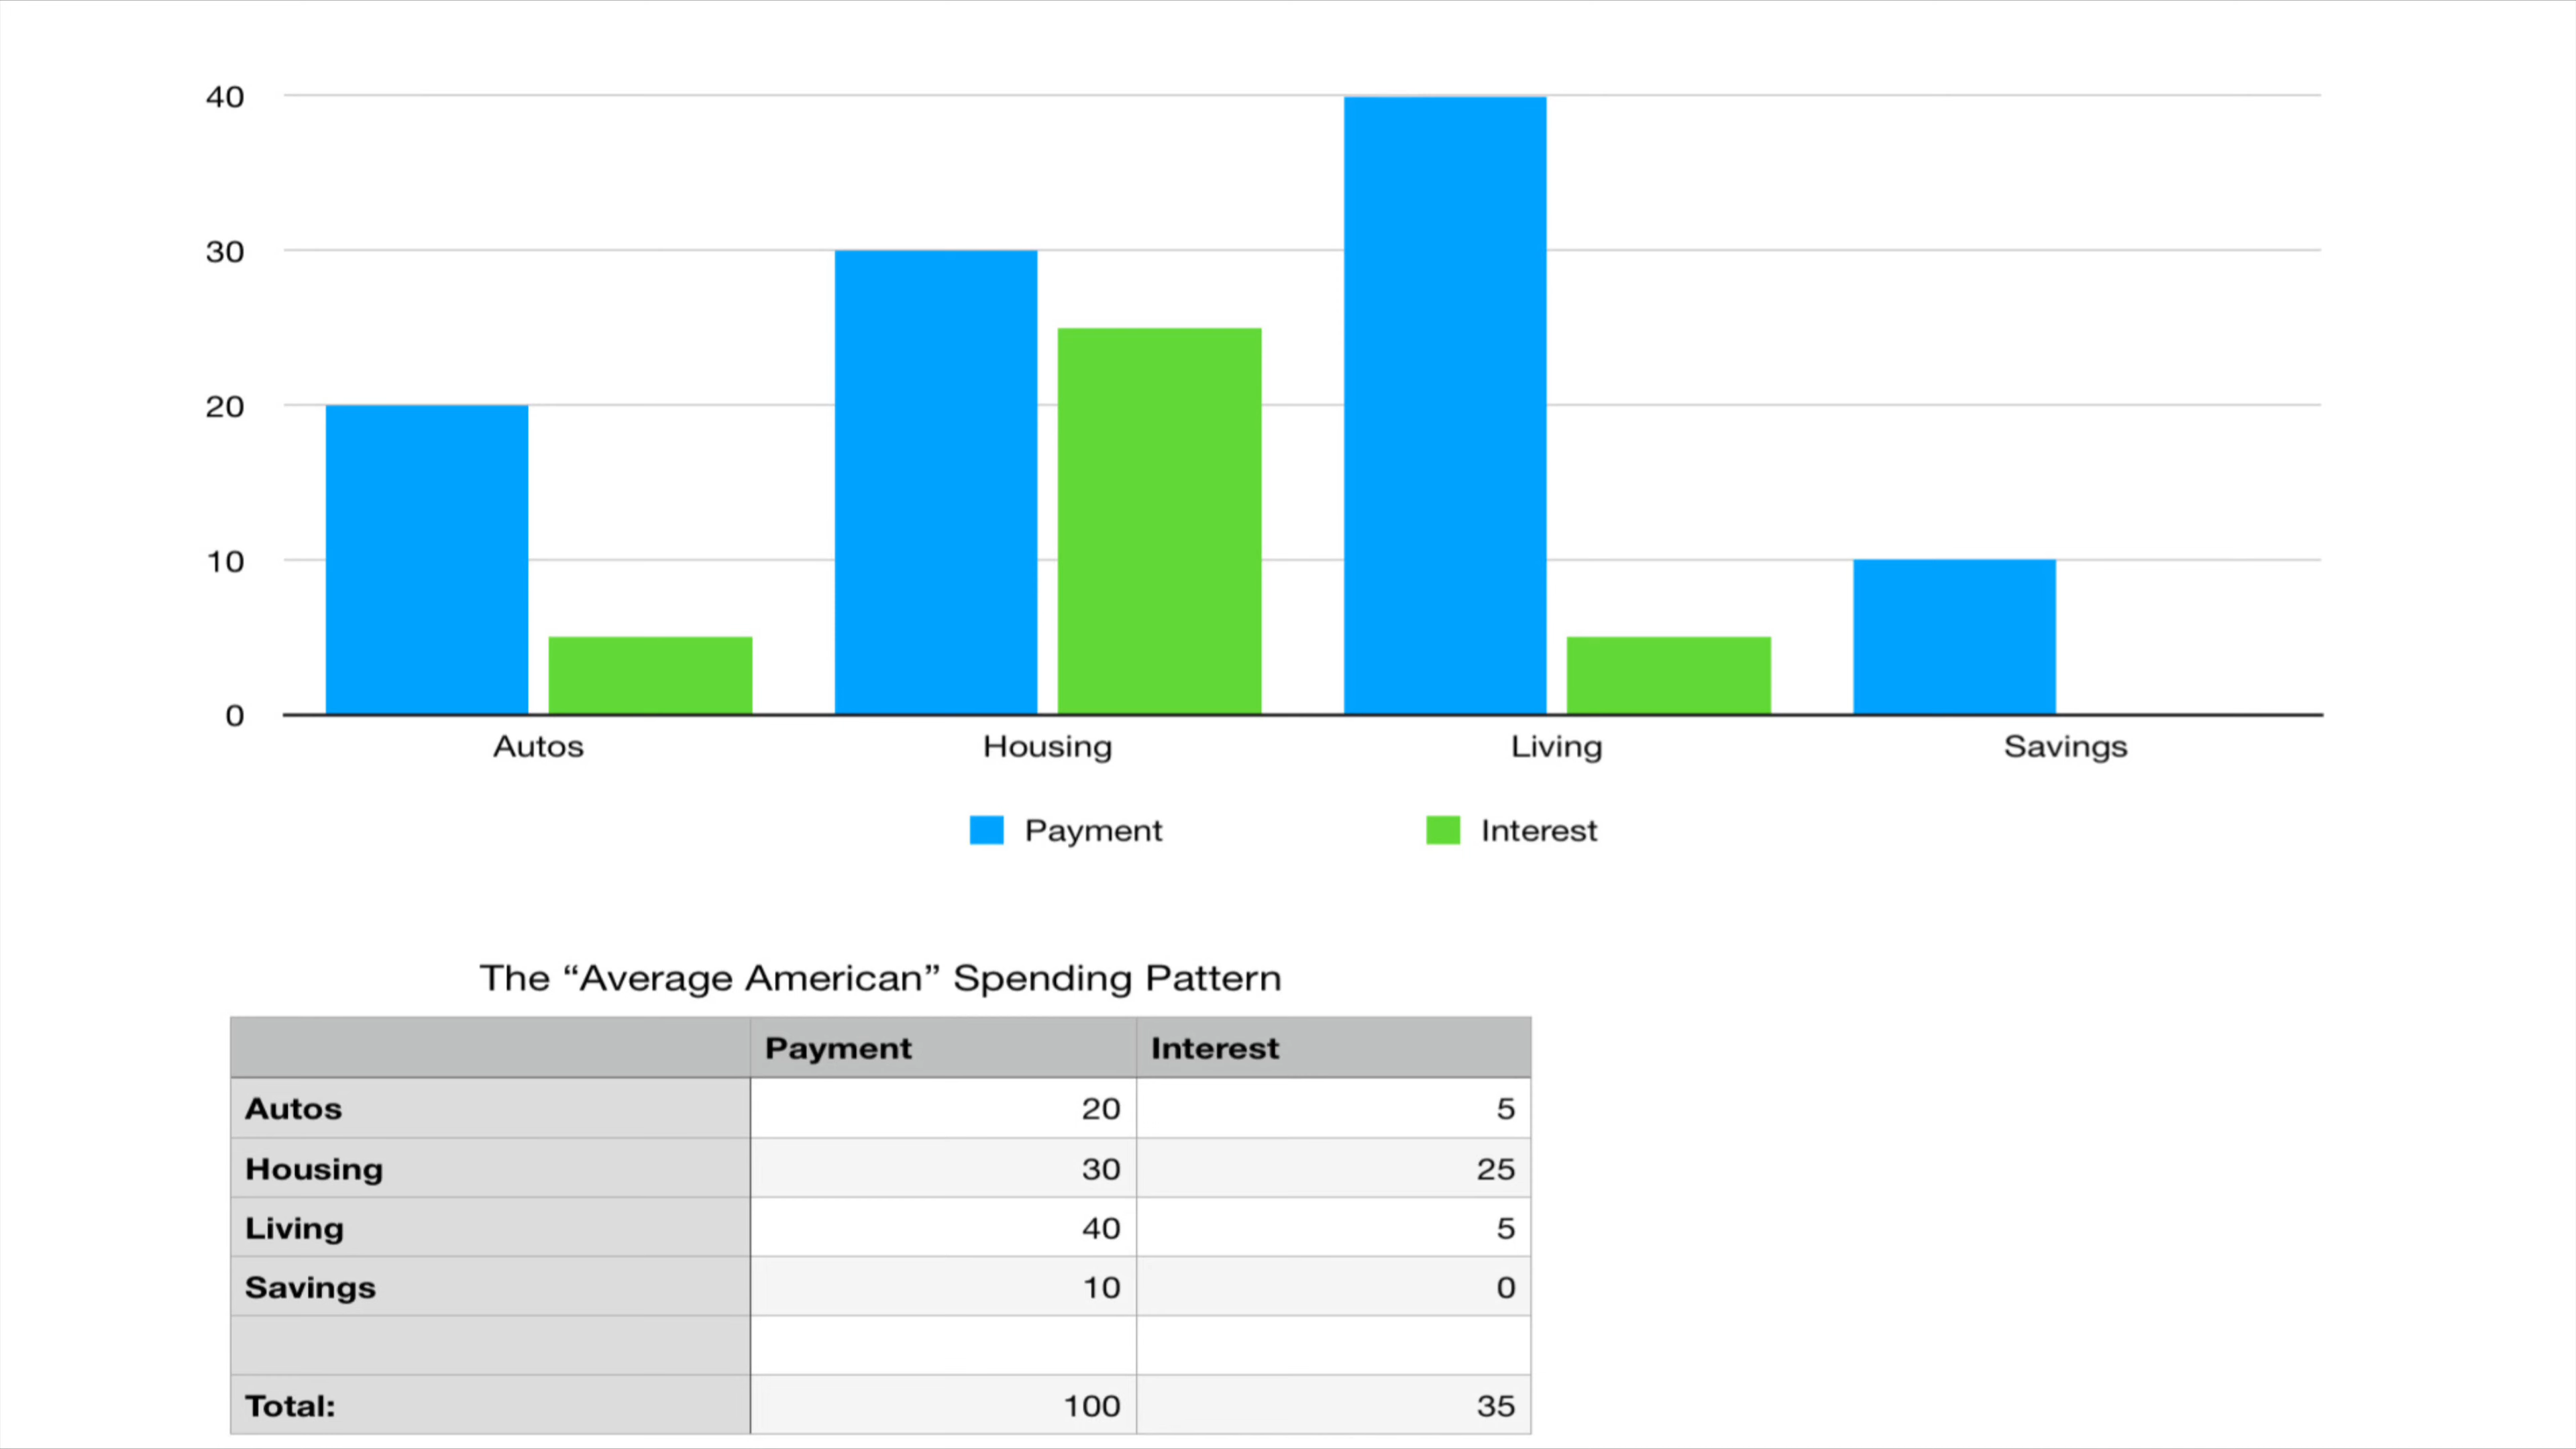 40
30
20
10
0
Autos Housing Living Savings
Payment Interest
The “Average American” Spending Pattern
Payment Interest
Autos 20 5
Housing 30 25
Living 40 5
Savings 10 0
Total: 100 35